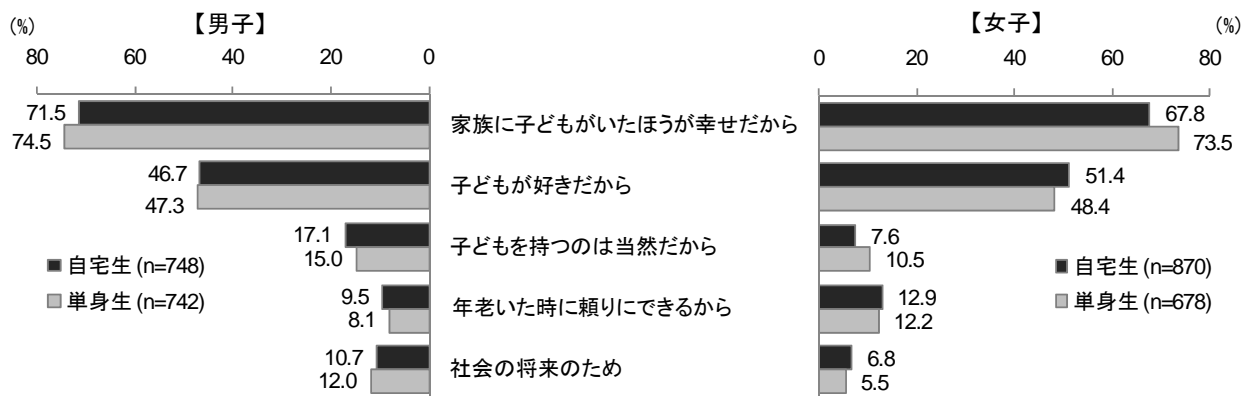 【男子】 【女子】
(%) (%)
80 60 40 20 0 0 20 40 60 80
71.5 家族に子どもがいたほうが幸せだから 67.8
74.5 73.5
46.7 子どもが好きだから 51.4
47.3 48.4
17.1 子どもを持つのは当然だから 7.6
15.0 10.5
■ 自宅生 (n=748) ■ 自宅生 (n=870)
単身生 (n=742) 単身生 (n=678)
9.5 年老いた時に頼りにできるから 12.9
8.1 12.2
10.7 社会の将来のため 6.8
12.0 5.5